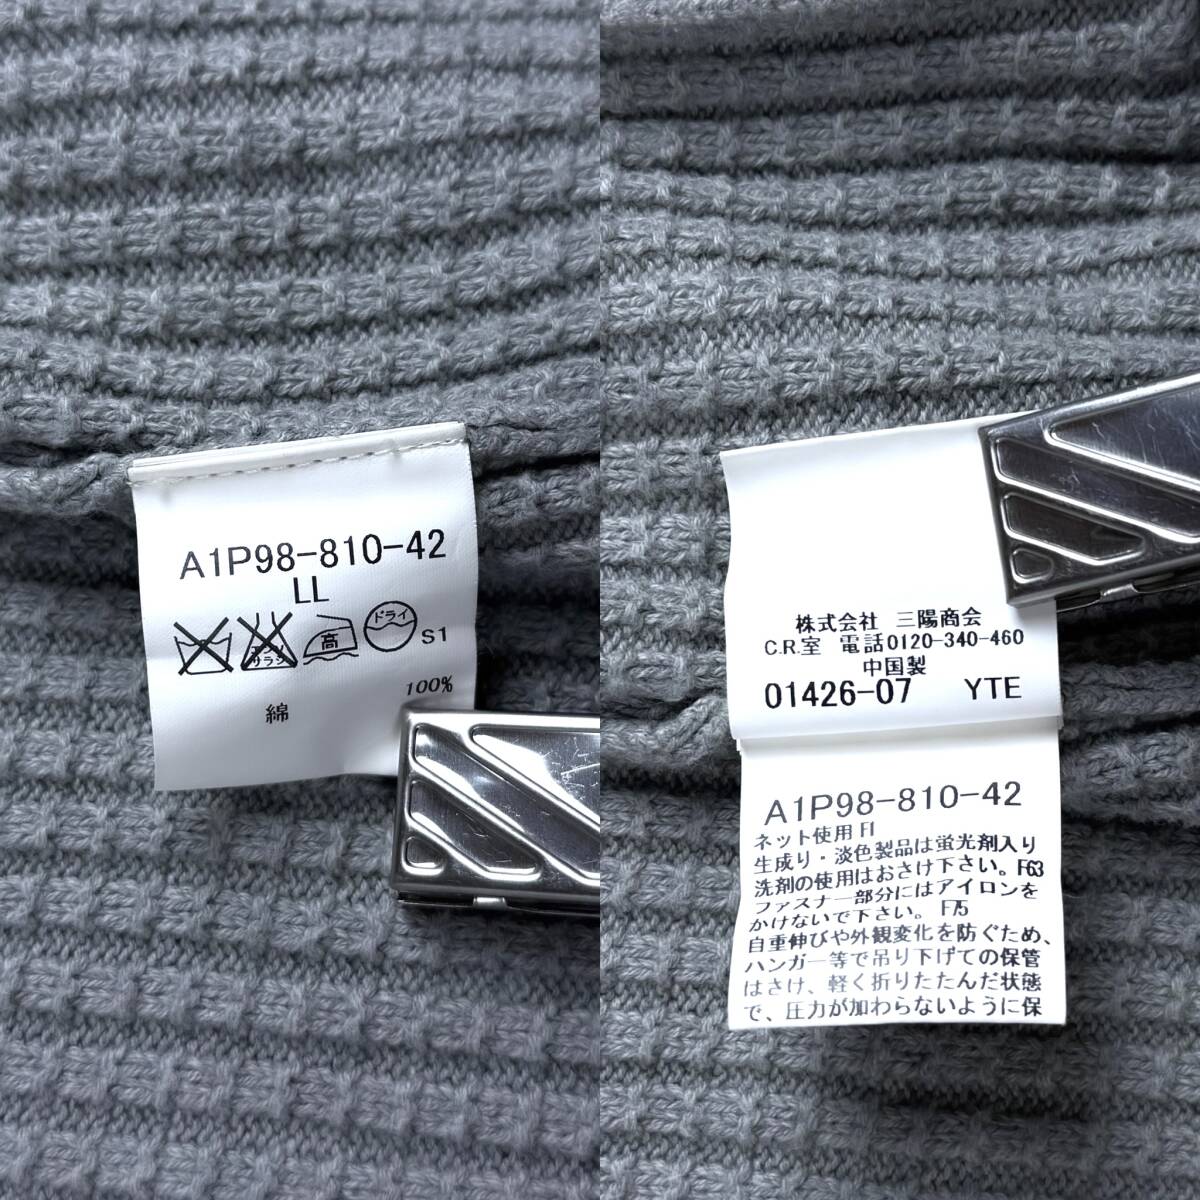 A1P98-810-42
LL
エンソ
サラシ
高
ドライ
S1
100%
綿
株式会社 三陽商会
C.R.室 電話0120-340-460
中国製
01426-07 YTE
A1P98-810-42
ネット使用 F1
生成り・淡色製品は蛍光剤入り
洗剤の使用はおさけ下さい。F63
ファスナー部分にはアイロンを
かけないで下さい。 F75
自重伸びや外観変化を防ぐため、
ハンガー等で吊り下げての保管
はさけ、軽く折りたたんだ状態
で、圧力が加わらないように保